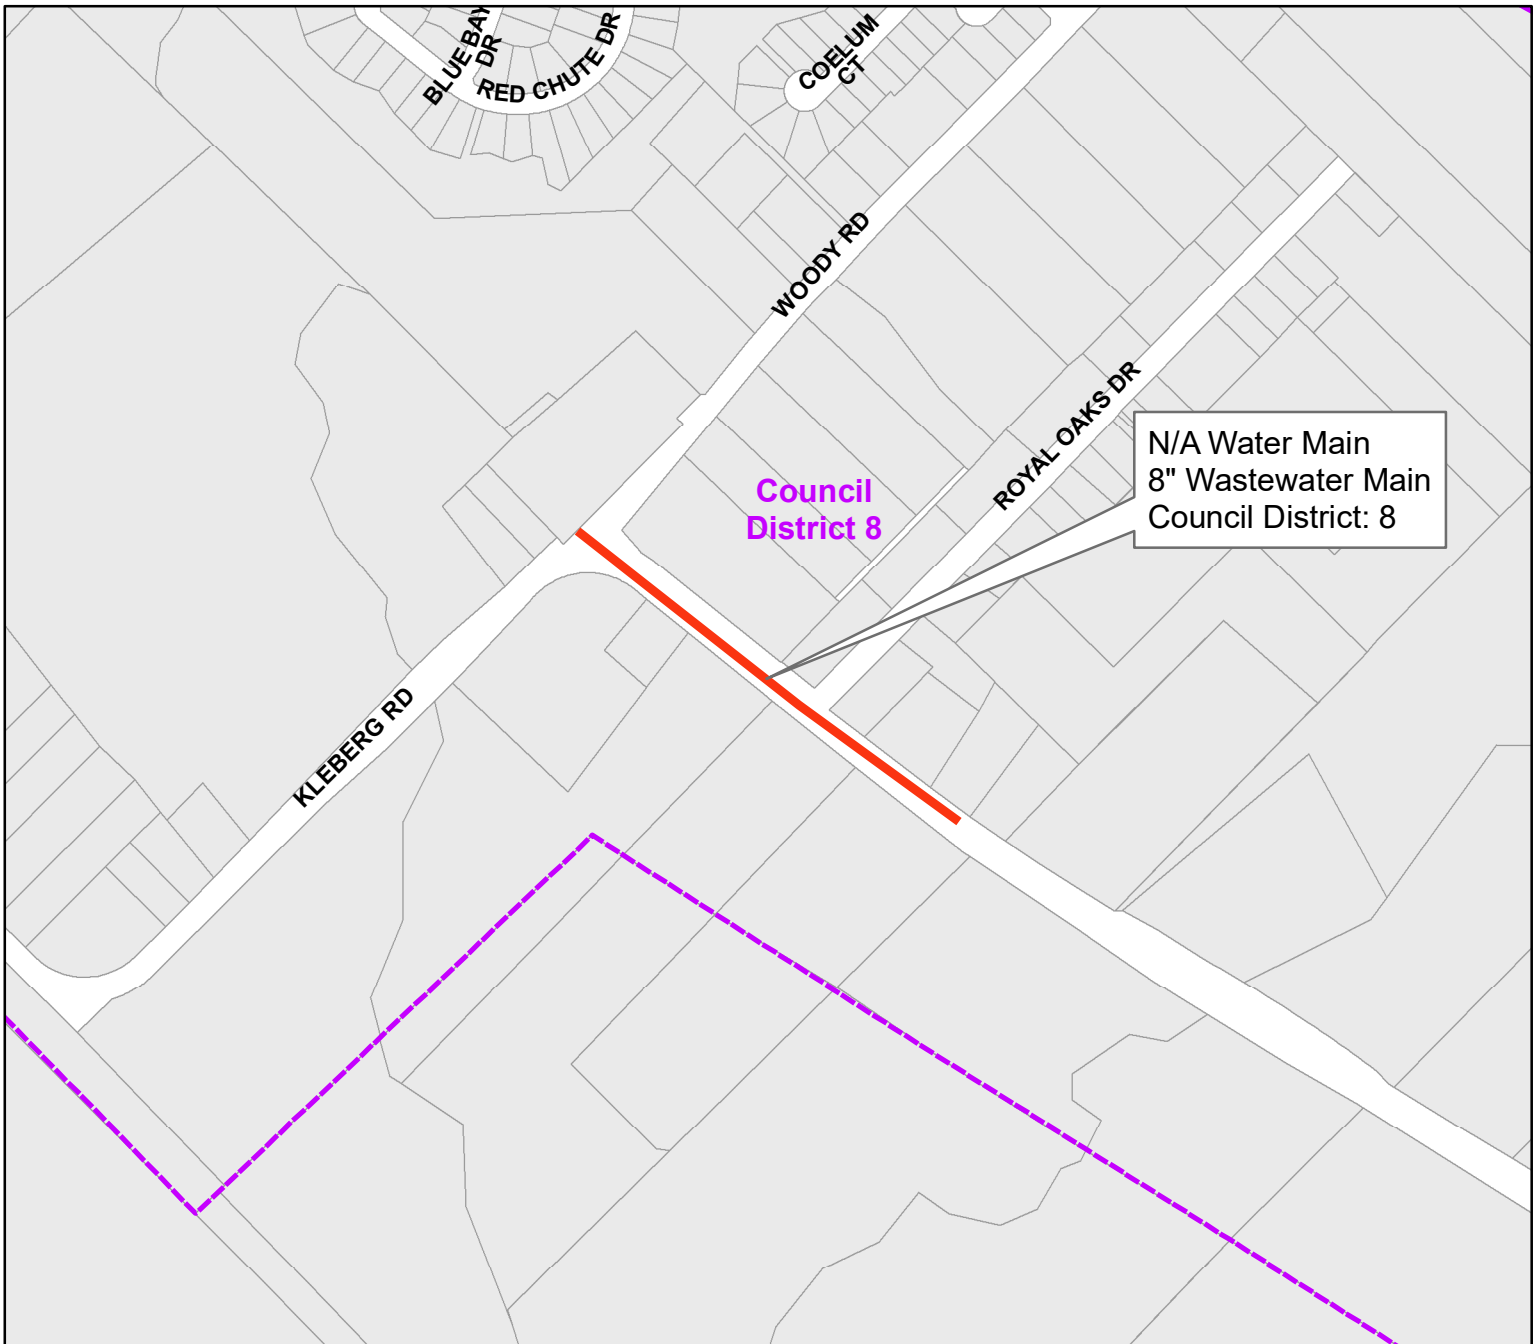 BLUE BAY
DR
RED CHUTE DR
COELUM
CT
WOODY RD
ROYAL OAKS DR
N/A Water Main
8" Wastewater Main
Council District: 8
Council
District 8
KLEBERG RD